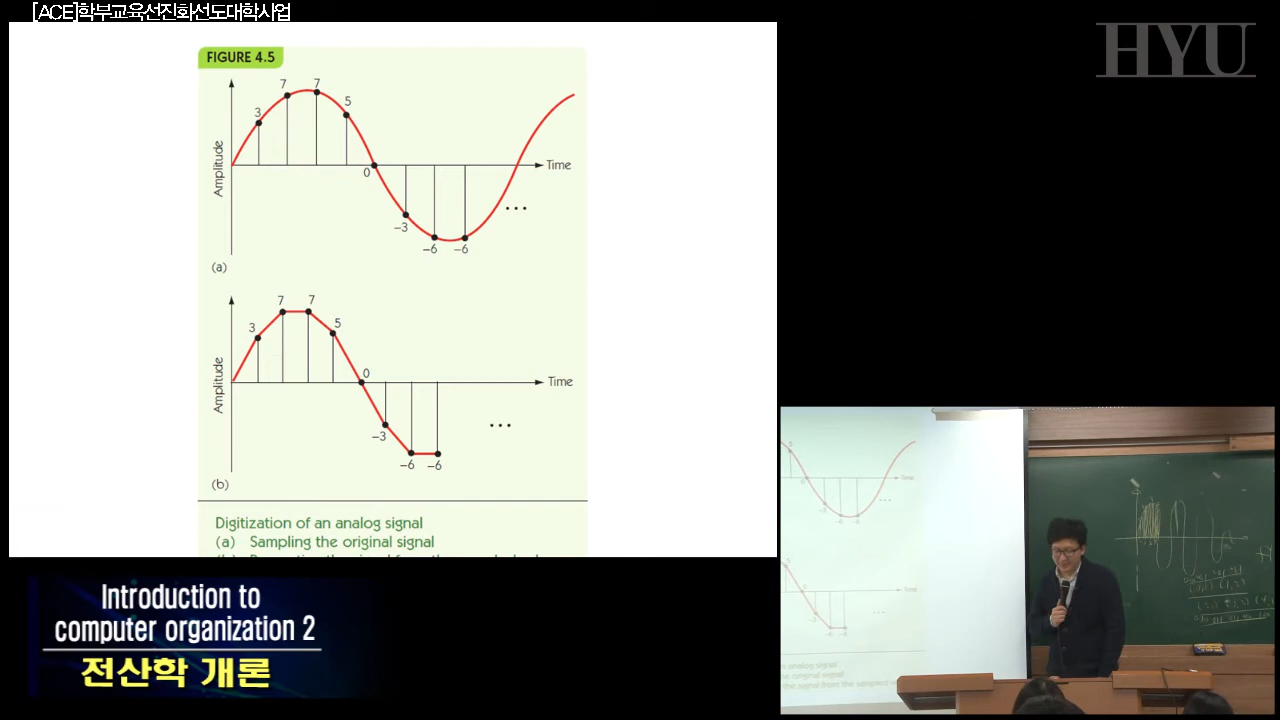 [ACE]학부교육선진화선도대학사업
HYU
FIGURE 4.5
7
7
3
5
Amplitude
0
Time
-3
-6
-6
...
(a)
7
7
3
5
0
Amplitude
Time
-3
-6
-6
...
(b)
Digitization of an analog signal
(a) Sampling the original signal
Introduction to
computer organization 2
전산학 개론